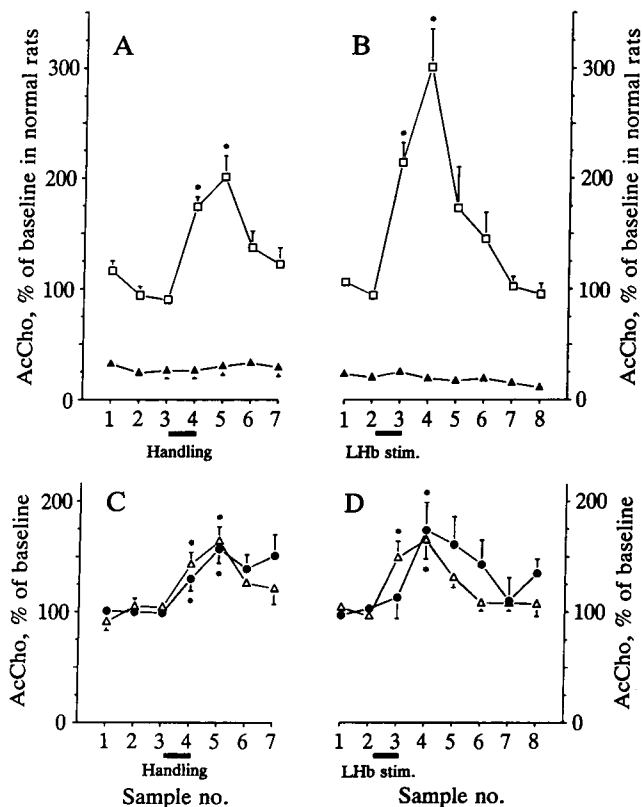 A
B
AcCho, % of baseline in normal rats
300
200
100
0
1 2 3 4 5 6 7
Handling
300
200
100
0
AcCho, % of baseline in normal rats
1 2 3 4 5 6 7 8
LHb stim.
C
D
AcCho, % of baseline
200
100
0
1 2 3 4 5 6 7
Handling
Sample no.
200
100
0
AcCho, % of baseline
1 2 3 4 5 6 7 8
LHb stim.
Sample no.